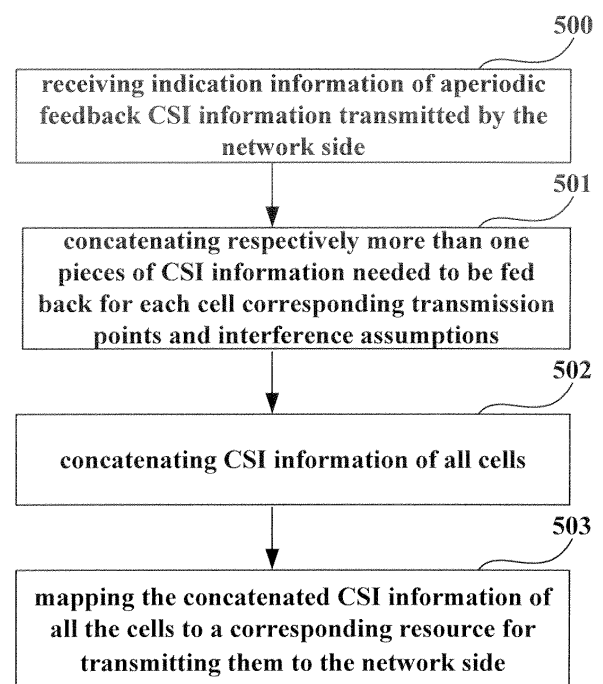 500
receiving indication information of aperiodic
feedback CSI information transmitted by the
network side
501
concatenating respectively more than one
pieces of CSI information needed to be fed
back for each cell corresponding transmission
points and interference assumptions
502
concatenating CSI information of all cells
503
mapping the concatenated CSI information of
all the cells to a corresponding resource for
transmitting them to the network side